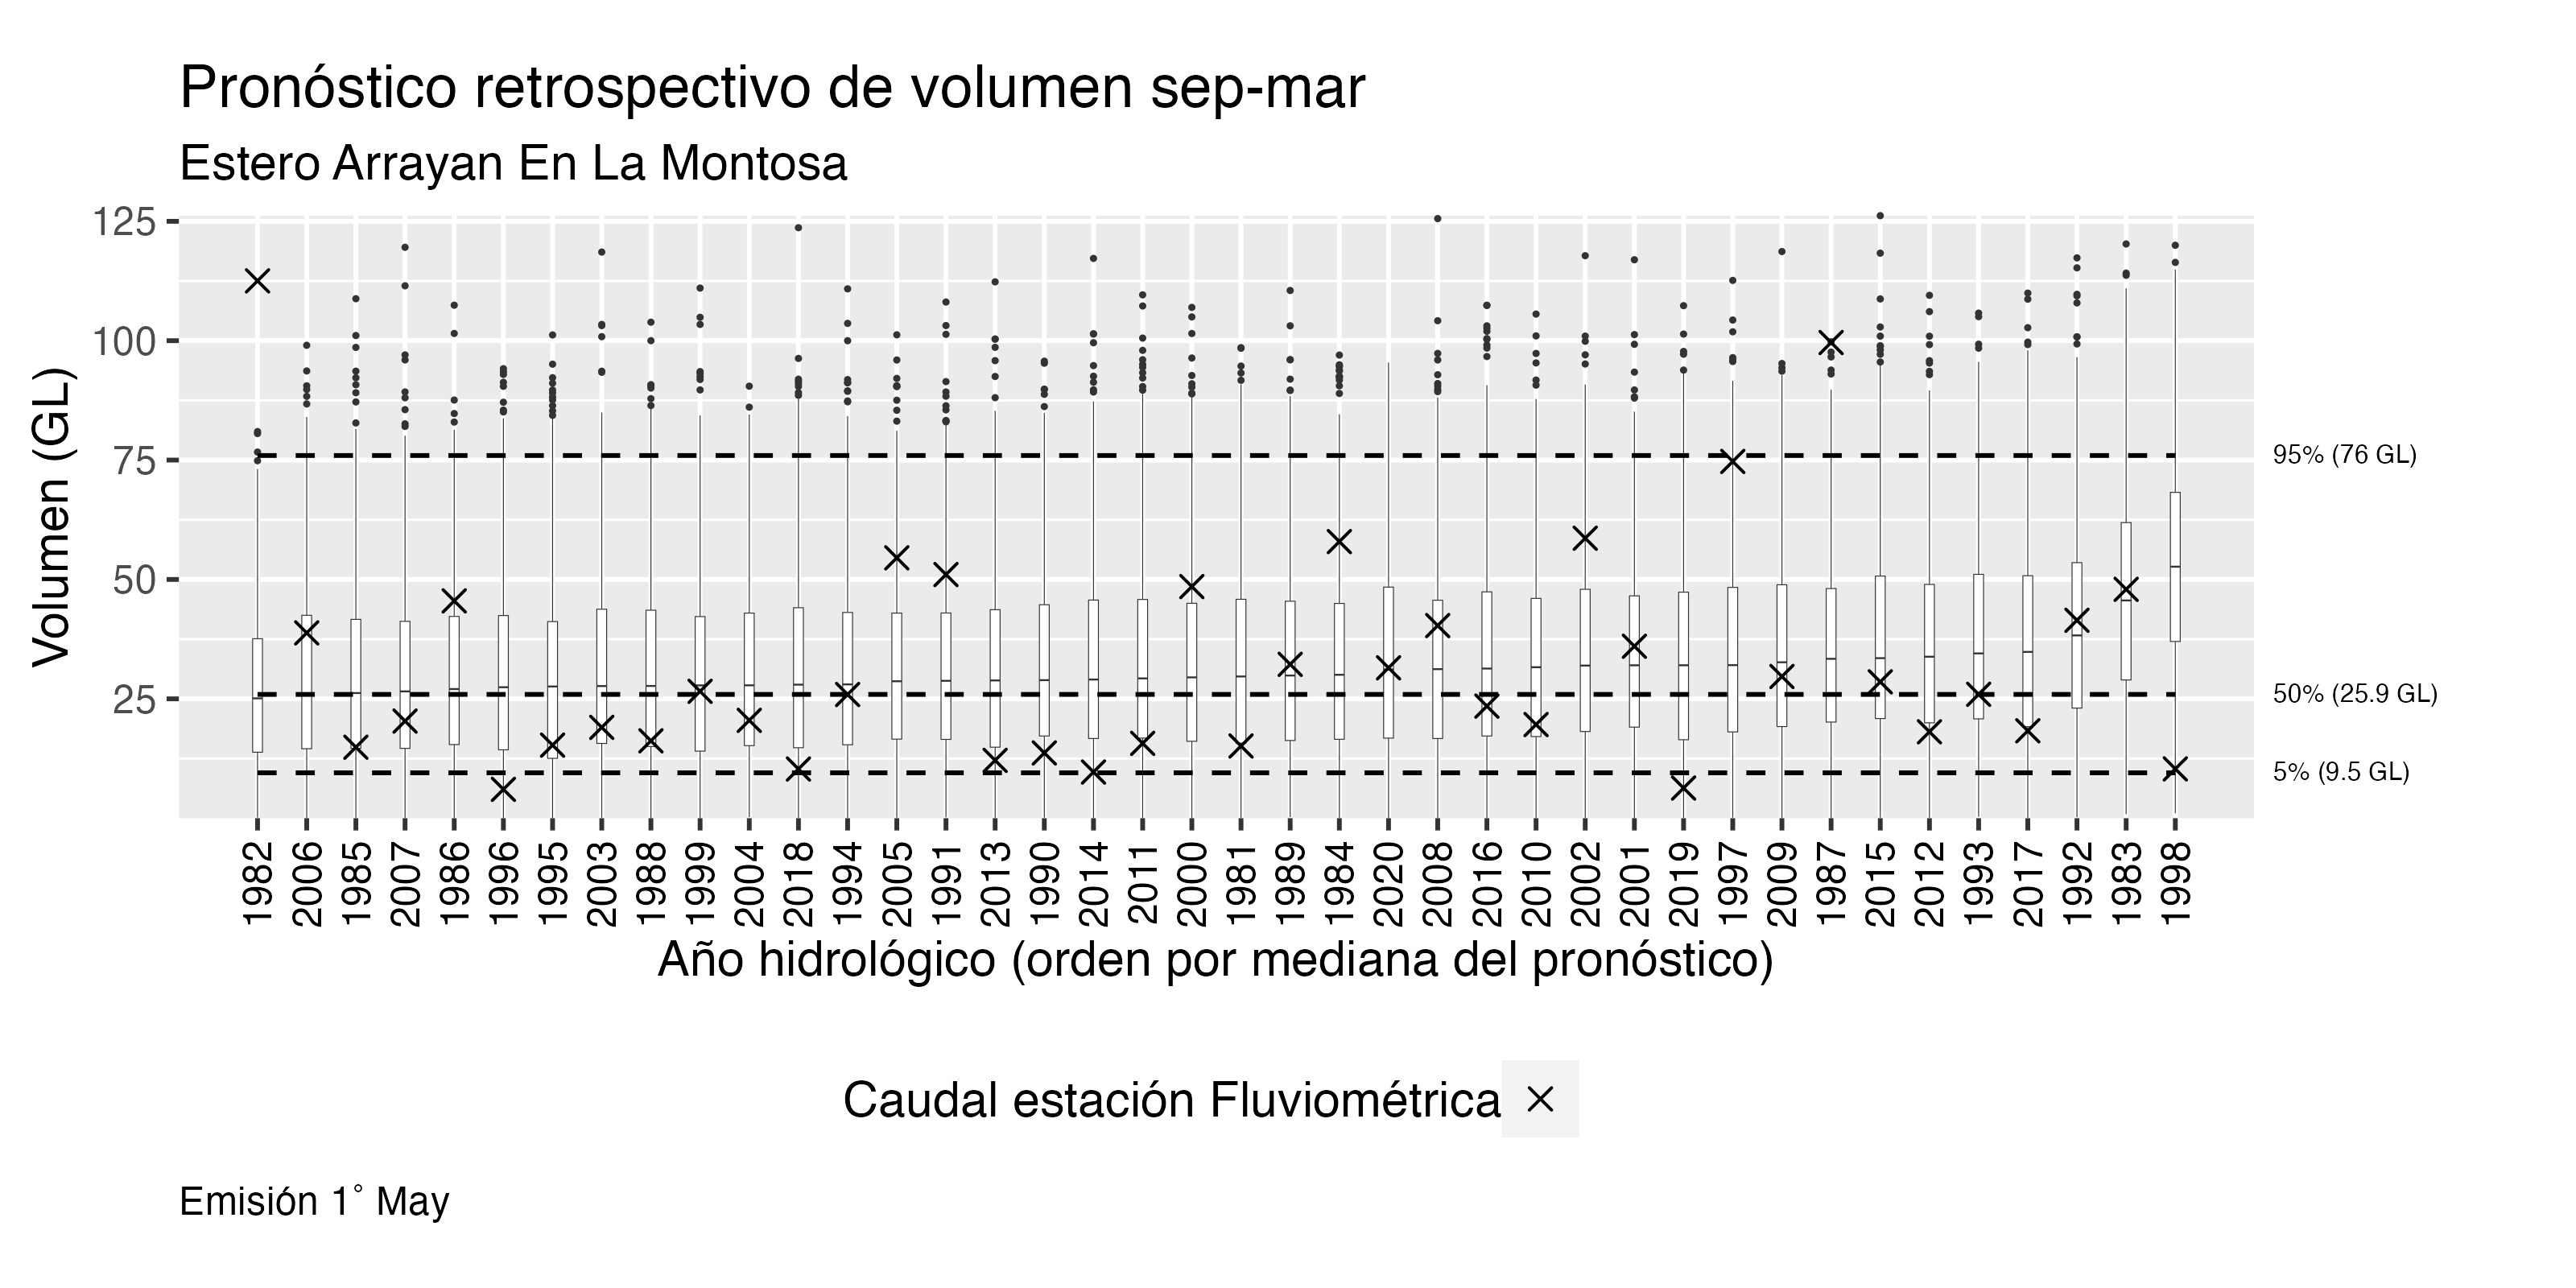 Pronóstico retrospectivo de volumen sep-mar
Estero Arrayan En La Montosa
Volumen (GL)
125
100
75
50
25
95% (76 GL)
50% (25.9 GL)
5% (9.5 GL)
1982 2006 1985 2007 1986 1996 1995 2003 1988 1999 2004 2018 1994 2005 1991 2013 1990 2014 2011 2000 1981 1989 1984 2020 2008 2016 2010 2002 2001 2019 1997 2009 1987 2015 2012 1993 2017 1992 1983 1998
Año hidrológico (orden por mediana del pronóstico)
Caudal estación Fluviométrica
Emisión 1° May